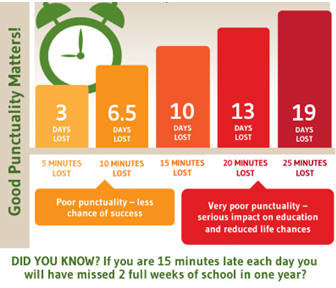 Good Punctuality Matters!
3
DAYS
LOST
6.5
DAYS
LOST
10
DAYS
LOST
13
DAYS
LOST
19
DAYS
LOST
5 MINUTES
LOST
10 MINUTES
LOST
15 MINUTES
LOST
20 MINUTES
LOST
25 MINUTES
LOST
Poor punctuality – less
chance of success
Very poor punctuality –
serious impact on education
and reduced life chances
DID YOU KNOW? If you are 15 minutes late each day you
will have missed 2 full weeks of school in one year?